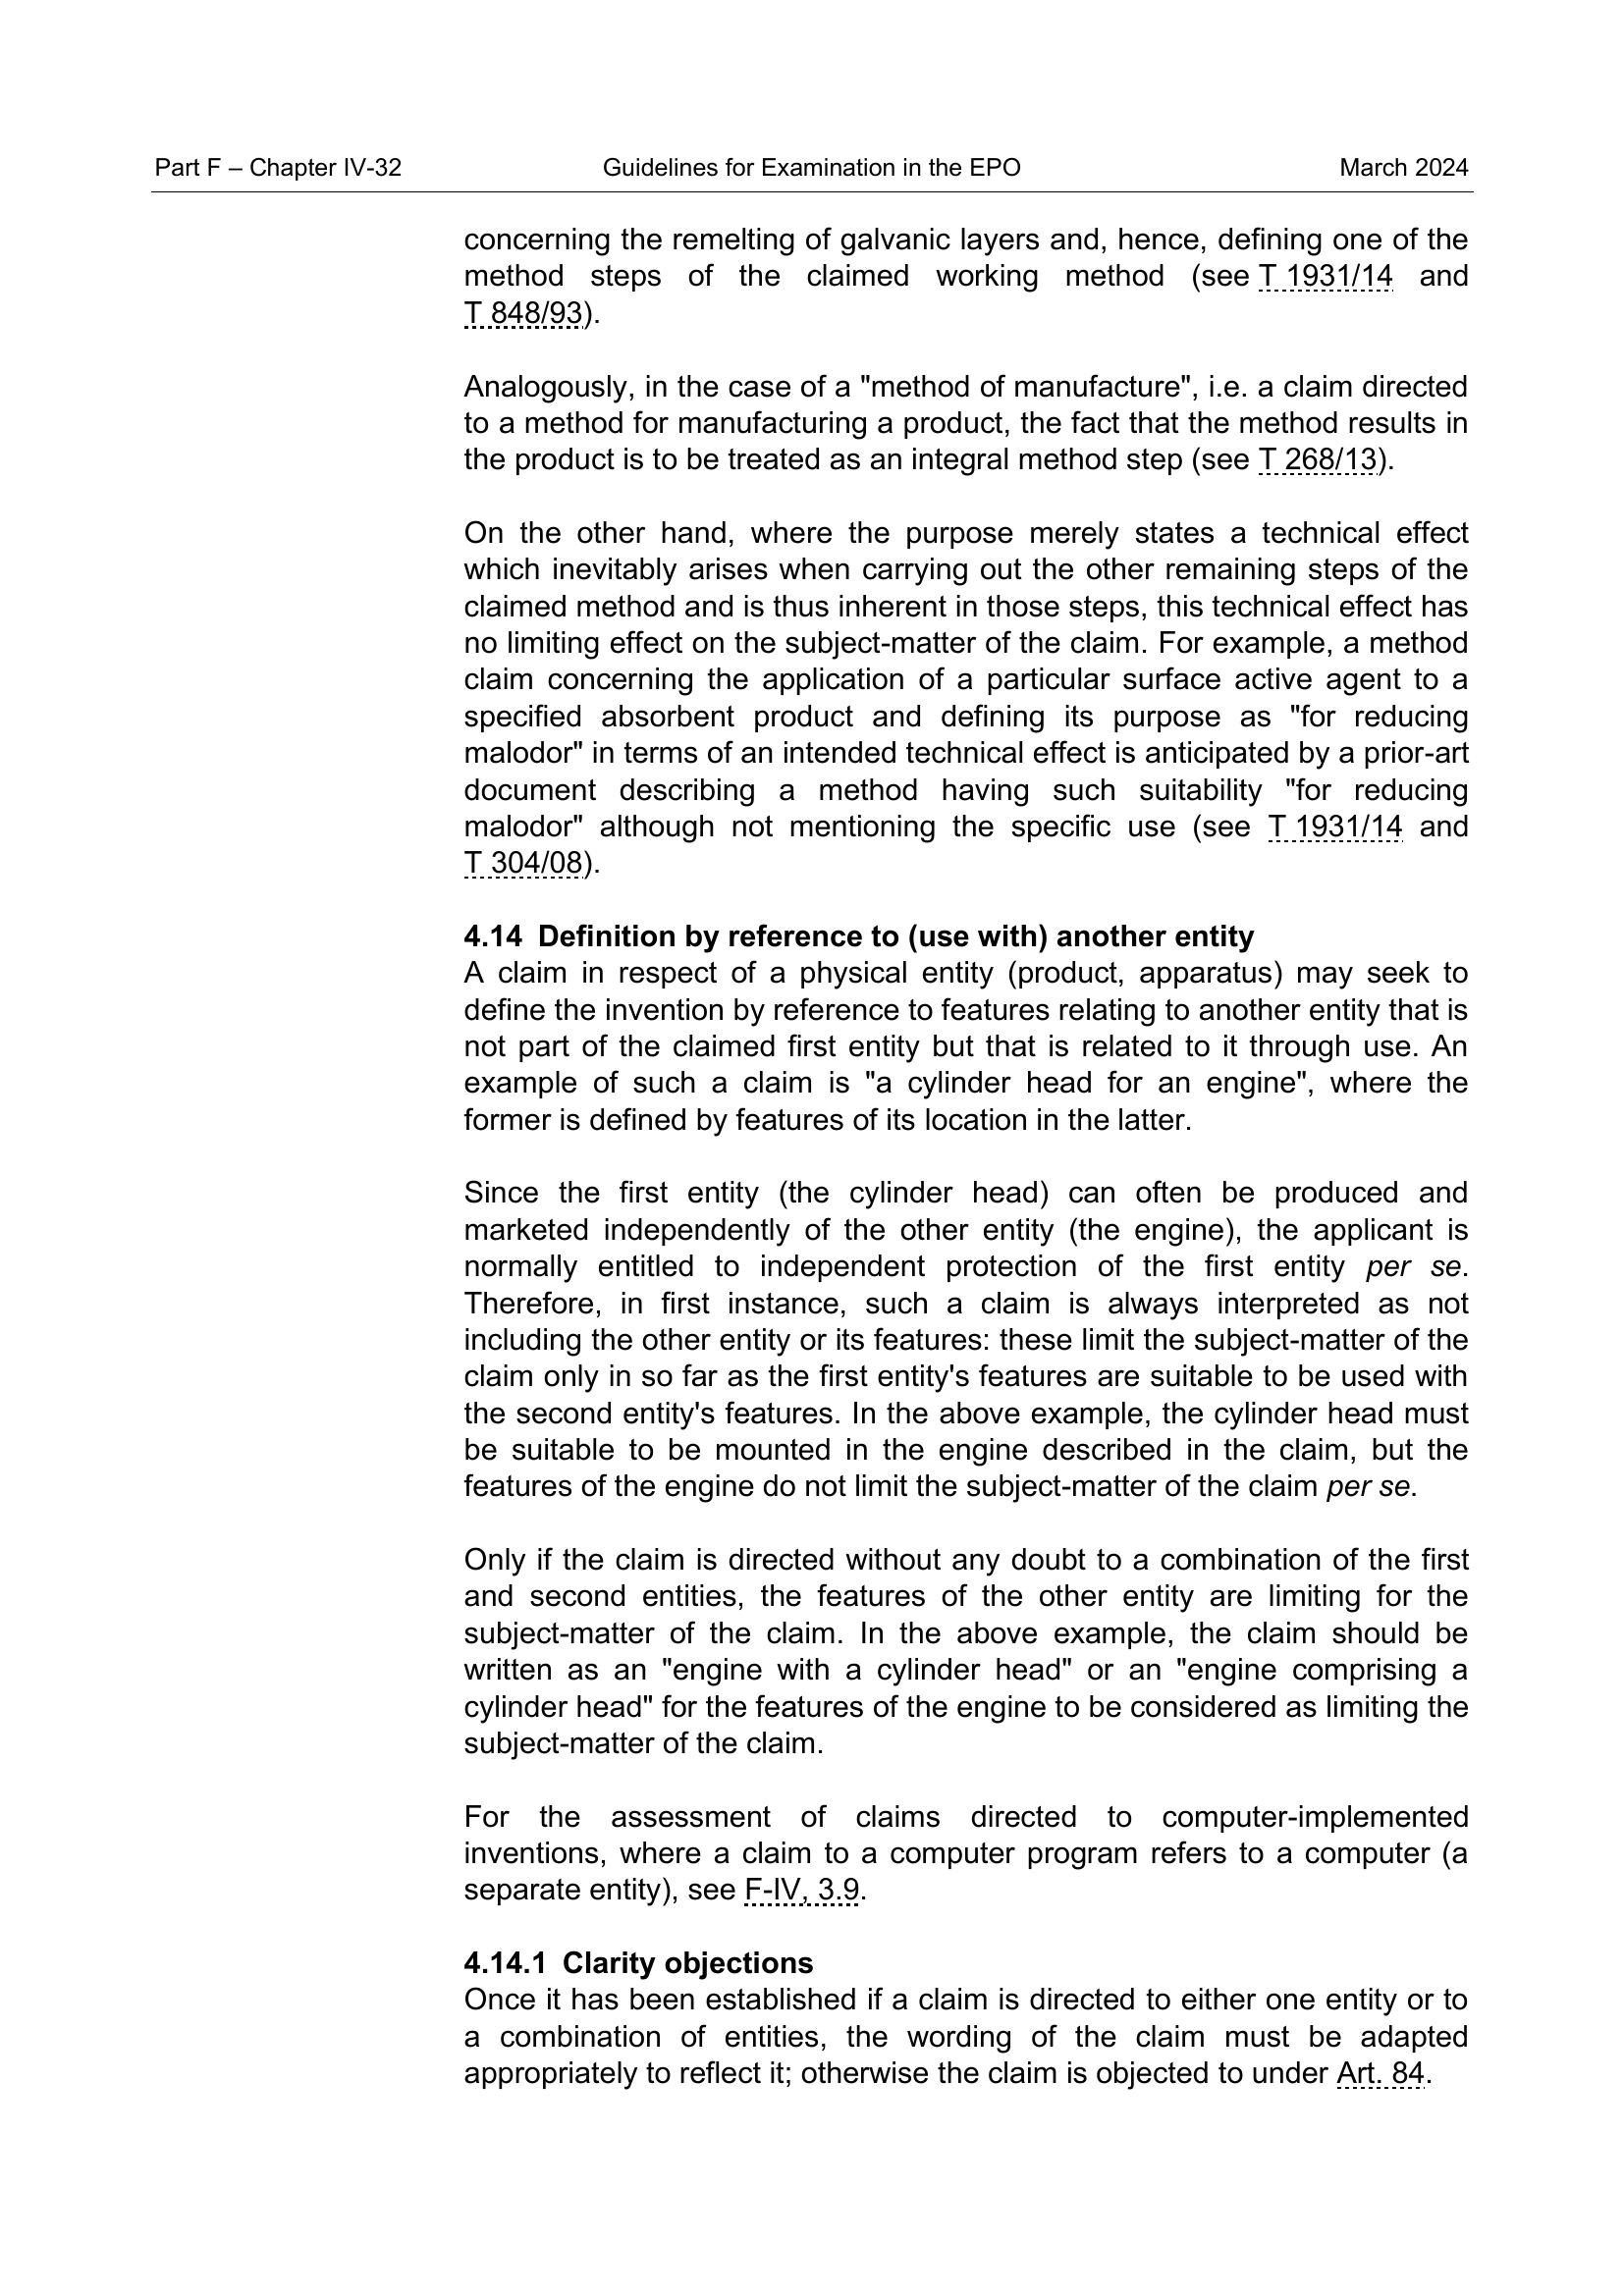 Part F – Chapter IV-32 Guidelines for Examination in the EPO March 2024
concerning the remelting of galvanic layers and, hence, defining one of the
method steps of the claimed working method (see T 1931/14 and
T 848/93).
Analogously, in the case of a "method of manufacture", i.e. a claim directed
to a method for manufacturing a product, the fact that the method results in
the product is to be treated as an integral method step (see T 268/13).
On the other hand, where the purpose merely states a technical effect
which inevitably arises when carrying out the other remaining steps of the
claimed method and is thus inherent in those steps, this technical effect has
no limiting effect on the subject-matter of the claim. For example, a method
claim concerning the application of a particular surface active agent to a
specified absorbent product and defining its purpose as "for reducing
malodor" in terms of an intended technical effect is anticipated by a prior-art
document describing a method having such suitability "for reducing
malodor" although not mentioning the specific use (see T 1931/14 and
T 304/08).
4.14 Definition by reference to (use with) another entity
A claim in respect of a physical entity (product, apparatus) may seek to
define the invention by reference to features relating to another entity that is
not part of the claimed first entity but that is related to it through use. An
example of such a claim is "a cylinder head for an engine", where the
former is defined by features of its location in the latter.
Since the first entity (the cylinder head) can often be produced and
marketed independently of the other entity (the engine), the applicant is
normally entitled to independent protection of the first entity per se.
Therefore, in first instance, such a claim is always interpreted as not
including the other entity or its features: these limit the subject-matter of the
claim only in so far as the first entity's features are suitable to be used with
the second entity's features. In the above example, the cylinder head must
be suitable to be mounted in the engine described in the claim, but the
features of the engine do not limit the subject-matter of the claim per se.
Only if the claim is directed without any doubt to a combination of the first
and second entities, the features of the other entity are limiting for the
subject-matter of the claim. In the above example, the claim should be
written as an "engine with a cylinder head" or an "engine comprising a
cylinder head" for the features of the engine to be considered as limiting the
subject-matter of the claim.
For the assessment of claims directed to computer-implemented
inventions, where a claim to a computer program refers to a computer (a
separate entity), see F-IV, 3.9.
4.14.1 Clarity objections
Once it has been established if a claim is directed to either one entity or to
a combination of entities, the wording of the claim must be adapted
appropriately to reflect it; otherwise the claim is objected to under Art. 84.